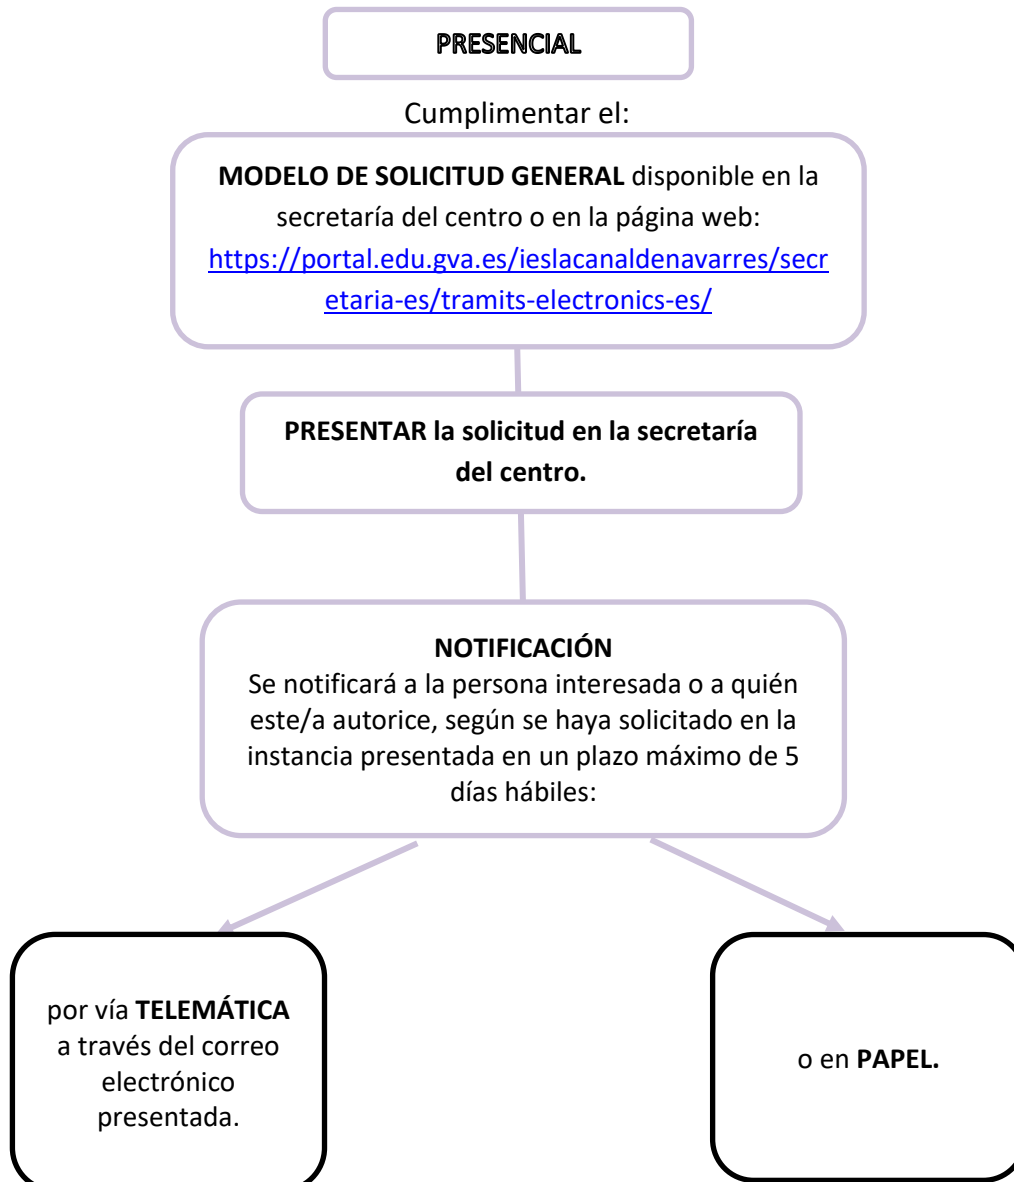 PRESENCIAL
Cumplimentar el:
MODELO DE SOLICITUD GENERAL disponible en la
secretaría del centro o en la página web:
https://portal.edu.gva.es/ieslacanaldenavarres/secr
etaria-es/tramits-electronics-es/
PRESENTAR la solicitud en la secretaría
del centro.
NOTIFICACIÓN
Se notificará a la persona interesada o a quién
este/a autorice, según se haya solicitado en la
instancia presentada en un plazo máximo de 5
días hábiles:
por vía TELEMÁTICA
a través del correo
electrónico
presentada.
o en PAPEL.